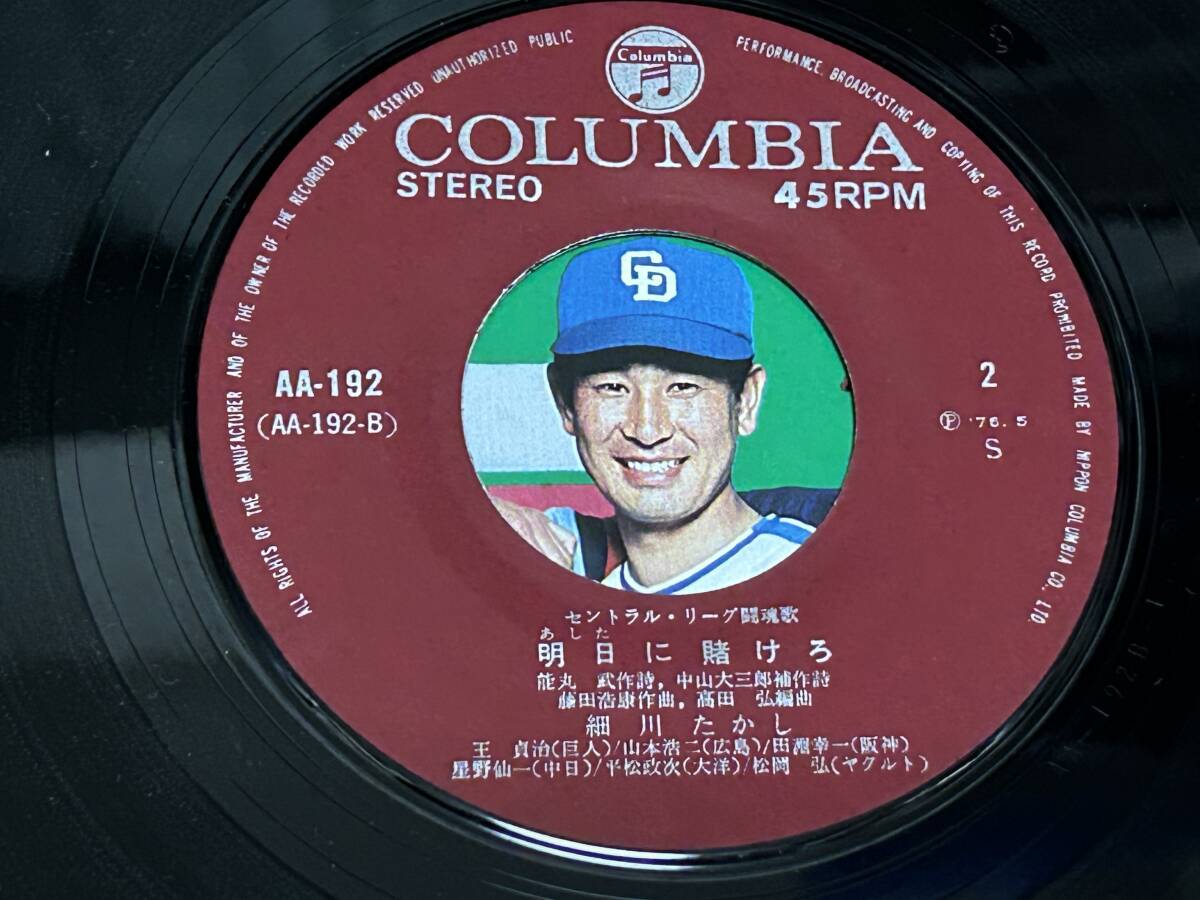 Columbia
COLUMBIA
STEREO 45RPM
CD
AA-192
(AA-192-B)
2
Ⓟ '76.5
S
セントラル・リーグ闘魂歌
あした
明日に賭けろ
能丸 武作詩，中山大三郎補作詩
藤田浩康作曲，高田 弘編曲
細川たかし
王 貞治(巨人)/山本浩二(広島)/田淵幸一(阪神)
星野仙一(中日)/平松政次(大洋)/松岡 弘(ヤクルト)
ALL RIGHTS OF THE MANUFACTURER AND OF THE OWNER OF THE RECORDED WORK RESERVED UNAUTHORIZED PUBLIC PERFORMANCE, BROADCASTING AND COPYING OF THIS RECORD PROHIBITED MADE BY NIPPON COLUMBIA CO., LTD.